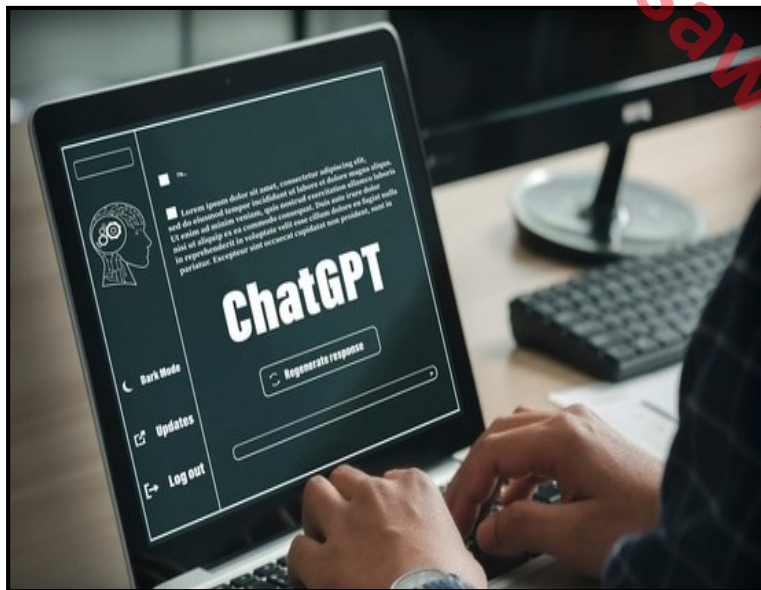 saw
Lorem ipsum dolor sit amet, consectetur adipiscing elit,
sed do eiusmod tempor incididunt ut labore et dolore magna aliqua.
Ut enim ad minim veniam, quis nostrud exercitation ullamco laboris
nisi ut aliquip ex ea commodo consequat. Duis aute irure dolor
in reprehenderit in voluptate velit esse cillum dolore eu fugiat nulla
pariatur. Excepteur sint occaecat cupidatat non proident, sunt in
ChatGPT
Regenerate response
Dark Mode
Updates
Log out